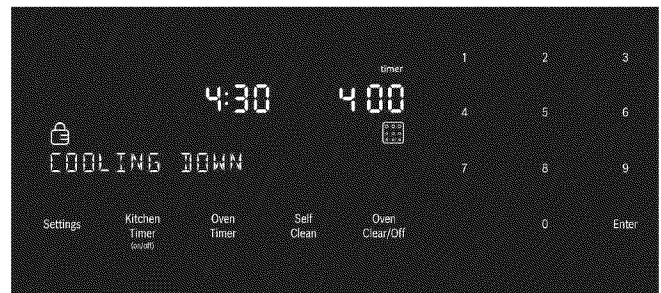 timer
4:30 4 00
COOLING DOWN
Settings
Kitchen
Timer
(on/off)
Oven
Timer
Self
Clean
Oven
Clear/Off
1 2 3
4 5 6
7 8 9
0 Enter